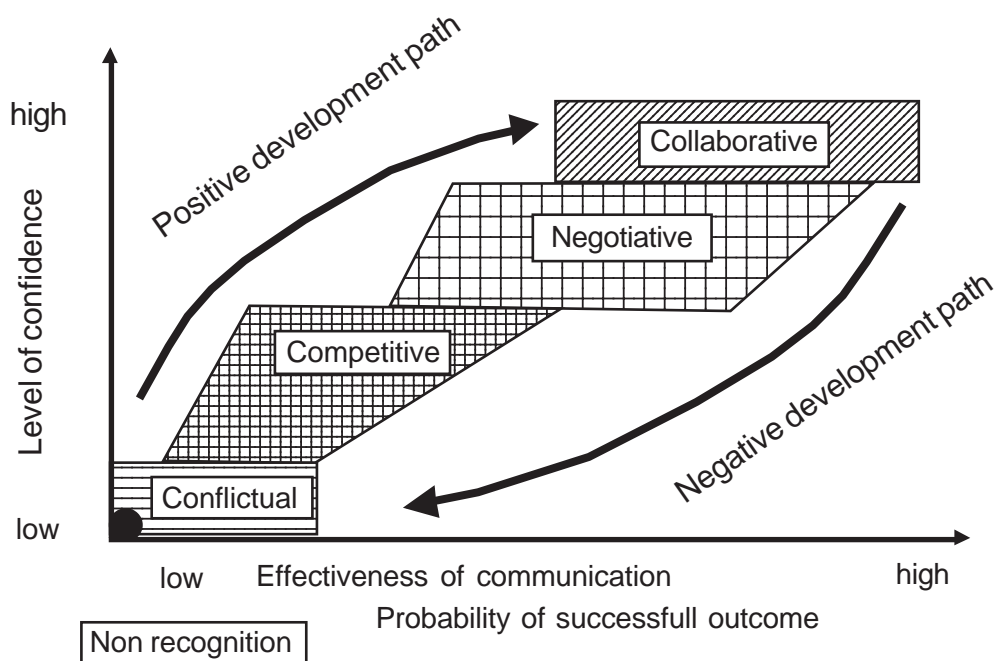 Positive development path
high
Collaborative
Negotiative
Level of confidence
Competitive
Negative development path
Conflictual
low
low
Effectiveness of communication
high
Probability of successfull outcome
Non recognition